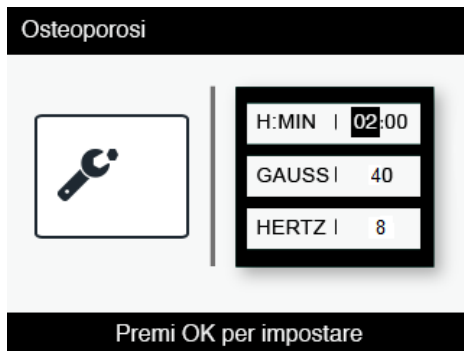 Osteoporosi
H:MIN | 02:00
GAUSS | 40
HERTZ | 8
Premi OK per impostare